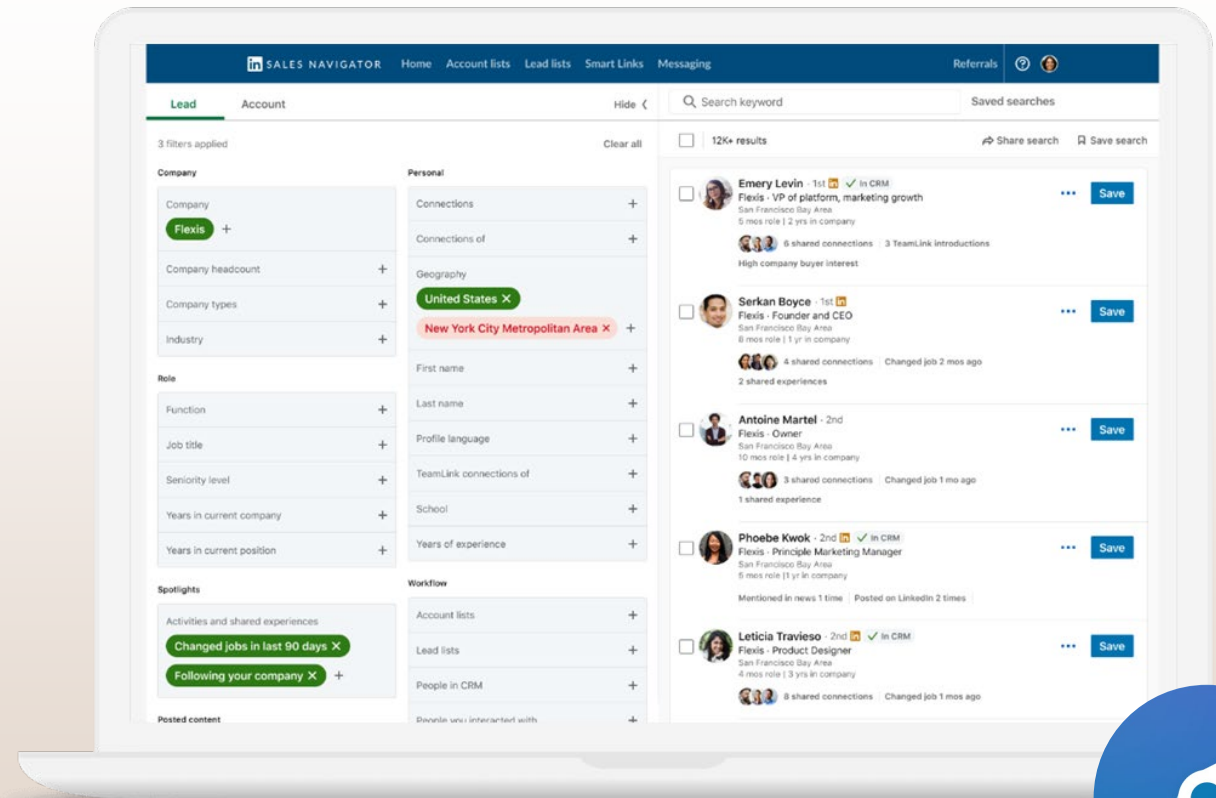 in SALES NAVIGATOR Home Account lists Lead lists Smart Links Messaging Referrals
Lead Account Hide
3 filters applied Clear all
Company
Company
Flexis
Company headcount
Company types
Industry
Role
Function
Job title
Seniority level
Years in current company
Years in current position
Spotlights
Activities and shared experiences
Changed jobs in last 90 days
Following your company
Posted content
Personal
Connections
Connections of
Geography
United States
New York City Metropolitan Area
First name
Last name
Profile language
TeamLink connections of
School
Years of experience
Workflow
Account lists
Lead lists
People in CRM
People you interacted with
Search keyword Saved searches
12K+ results Share search Save search
Emery Levin · 1st in In CRM Save
Flexis · VP of platform, marketing growth
San Francisco Bay Area
5 mos role | 2 yrs in company
6 shared connections 3 TeamLink introductions
High company buyer interest
Serkan Boyce · 1st in Save
Flexis · Founder and CEO
San Francisco Bay Area
8 mos role | 1 yr in company
4 shared connections Changed job 2 mos ago
2 shared experiences
Antoine Martel · 2nd Save
Flexis · Owner
San Francisco Bay Area
10 mos role | 4 yrs in company
3 shared connections Changed job 1 mo ago
1 shared experience
Phoebe Kwok · 2nd in In CRM Save
Flexis · Principle Marketing Manager
San Francisco Bay Area
5 mos role |1 yr in company
Mentioned in news 1 time Posted on LinkedIn 2 times
Leticia Travieso · 2nd in In CRM Save
Flexis · Product Designer
San Francisco Bay Area
4 mos role | 3 yrs in company
8 shared connections Changed job 1 mos ago